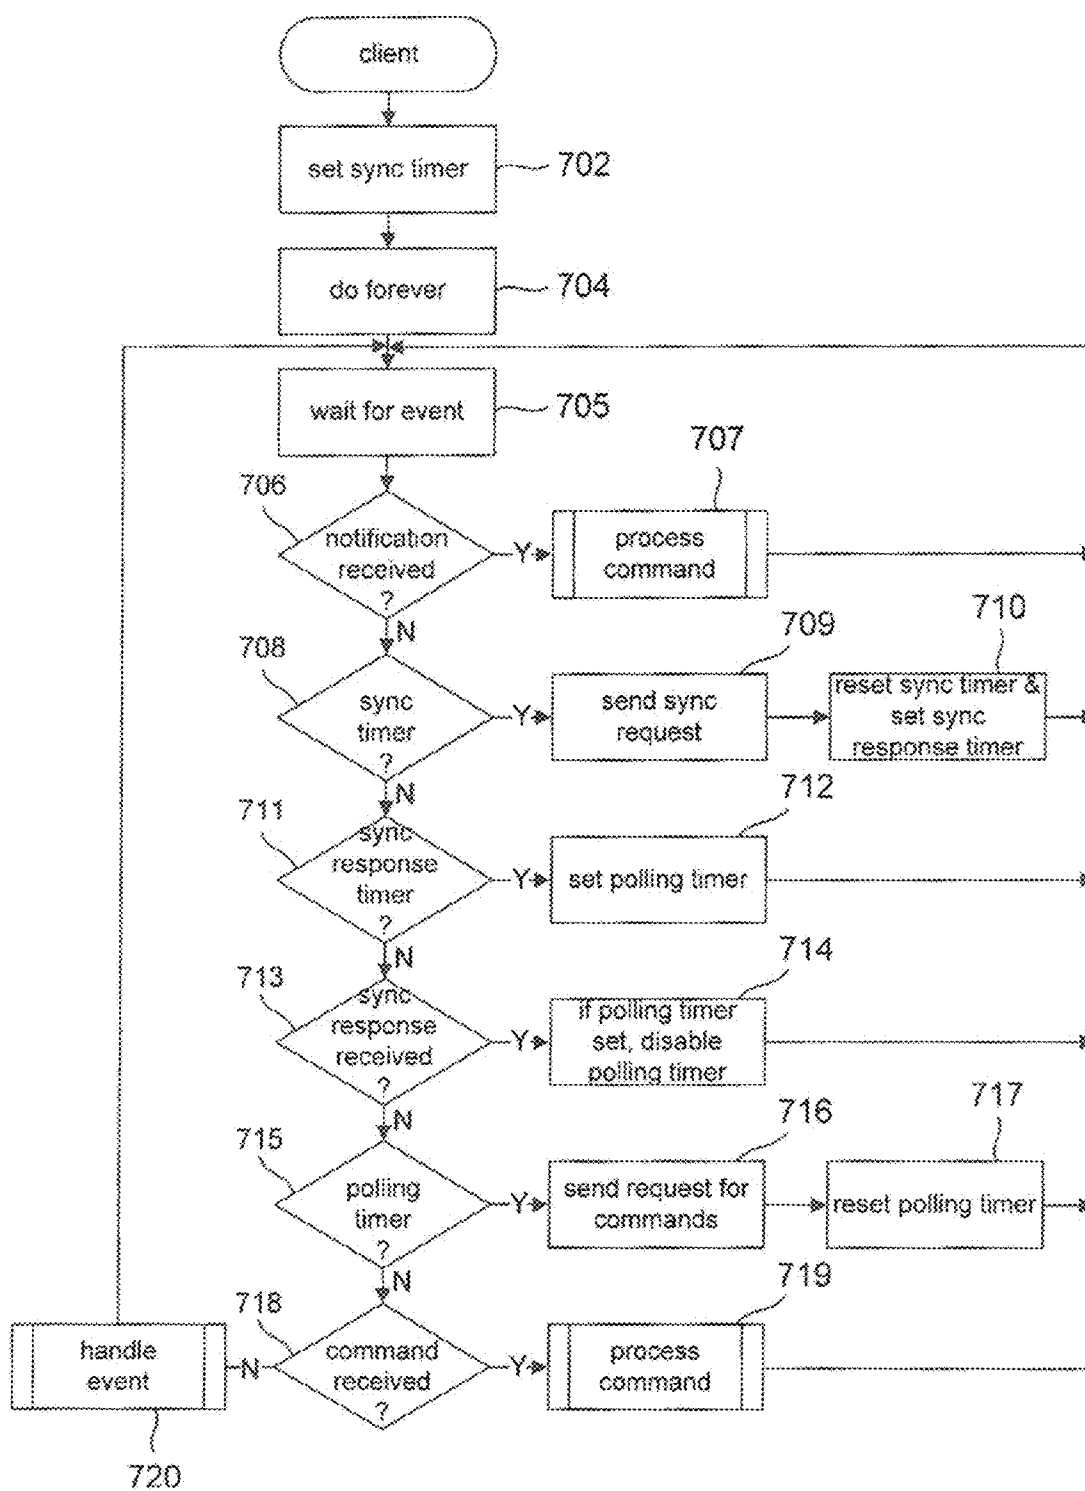 client
set sync timer
702
do forever
704
wait for event
705
707
706
notification
received
?
Y
process
command
N
708
709
710
sync
timer
?
Y
send sync
request
reset sync timer &
set sync
response timer
N
711
712
sync
response
timer
?
Y
set polling timer
N
713
714
sync
response
received
?
Y
if polling timer
set, disable
polling timer
N
715
716
717
polling
timer
?
Y
send request for
commands
reset polling timer
N
718
719
handle
event
N
command
received
?
Y
process
command
720